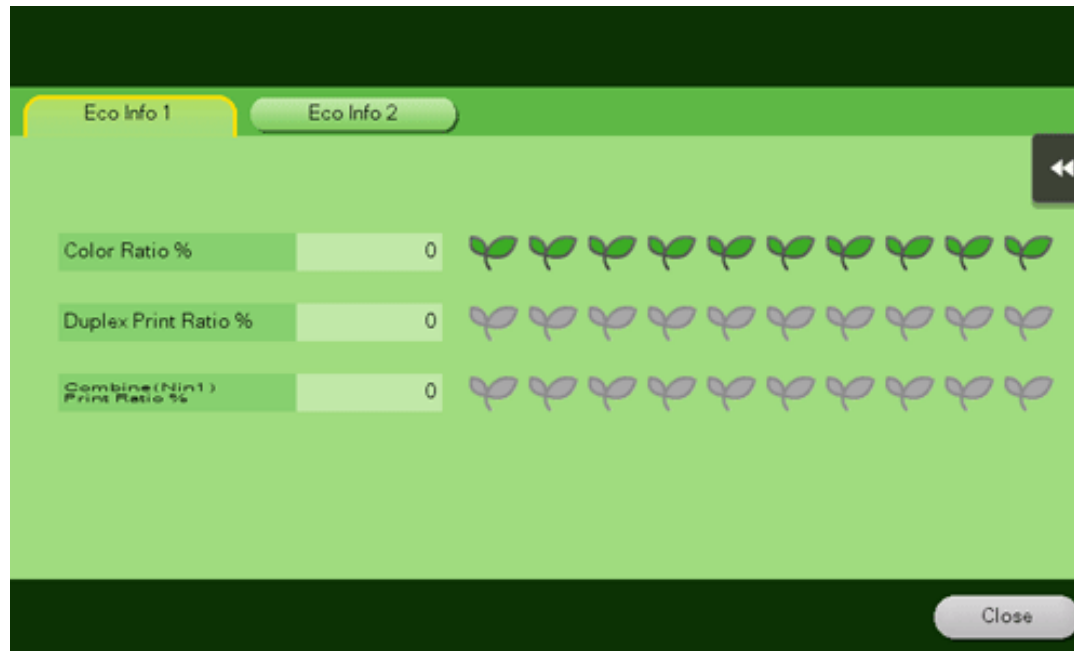 Eco Info 1
Eco Info 2
Color Ratio % 0
Duplex Print Ratio % 0
Combine(Nin1)
Print Ratio % 0
Close